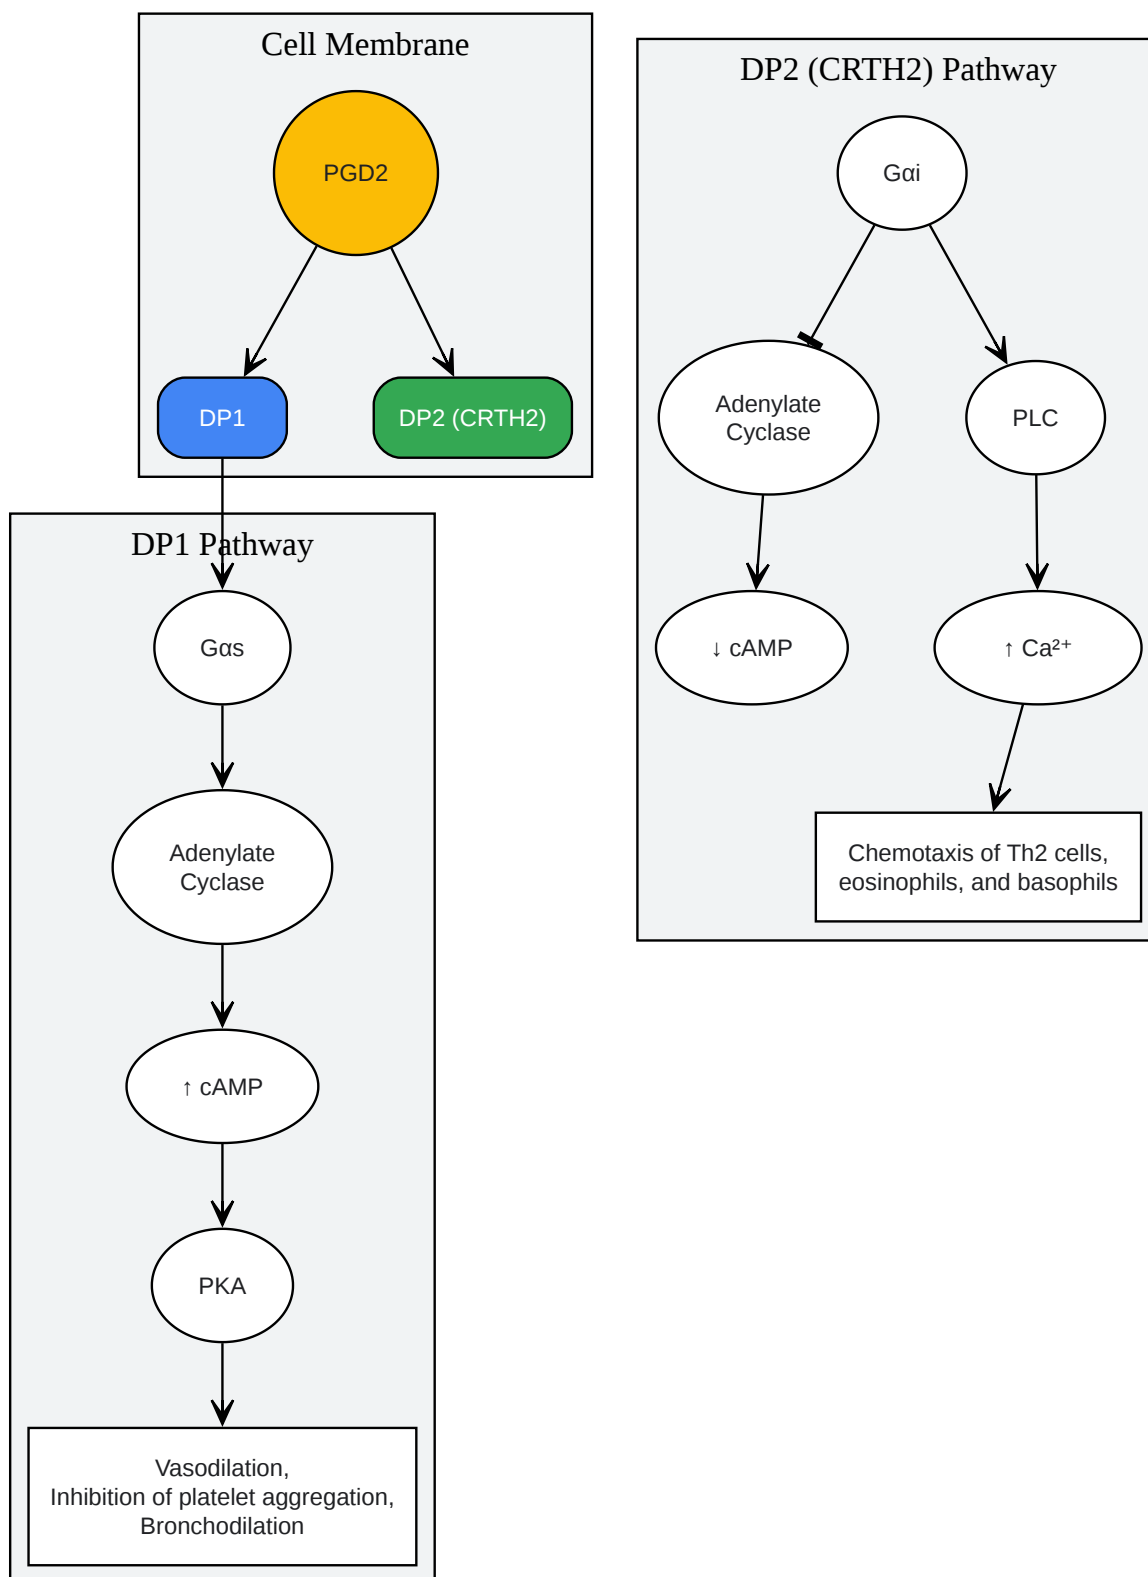 Cell Membrane
PGD2
DP1
DP2 (CRTH2)
DP1 Pathway
Gαs
Adenylate
Cyclase
↑ cAMP
PKA
Vasodilation,
Inhibition of platelet aggregation,
Bronchodilation
DP2 (CRTH2) Pathway
Gαi
Adenylate
Cyclase
PLC
↓ cAMP
↑ Ca²⁺
Chemotaxis of Th2 cells,
eosinophils, and basophils